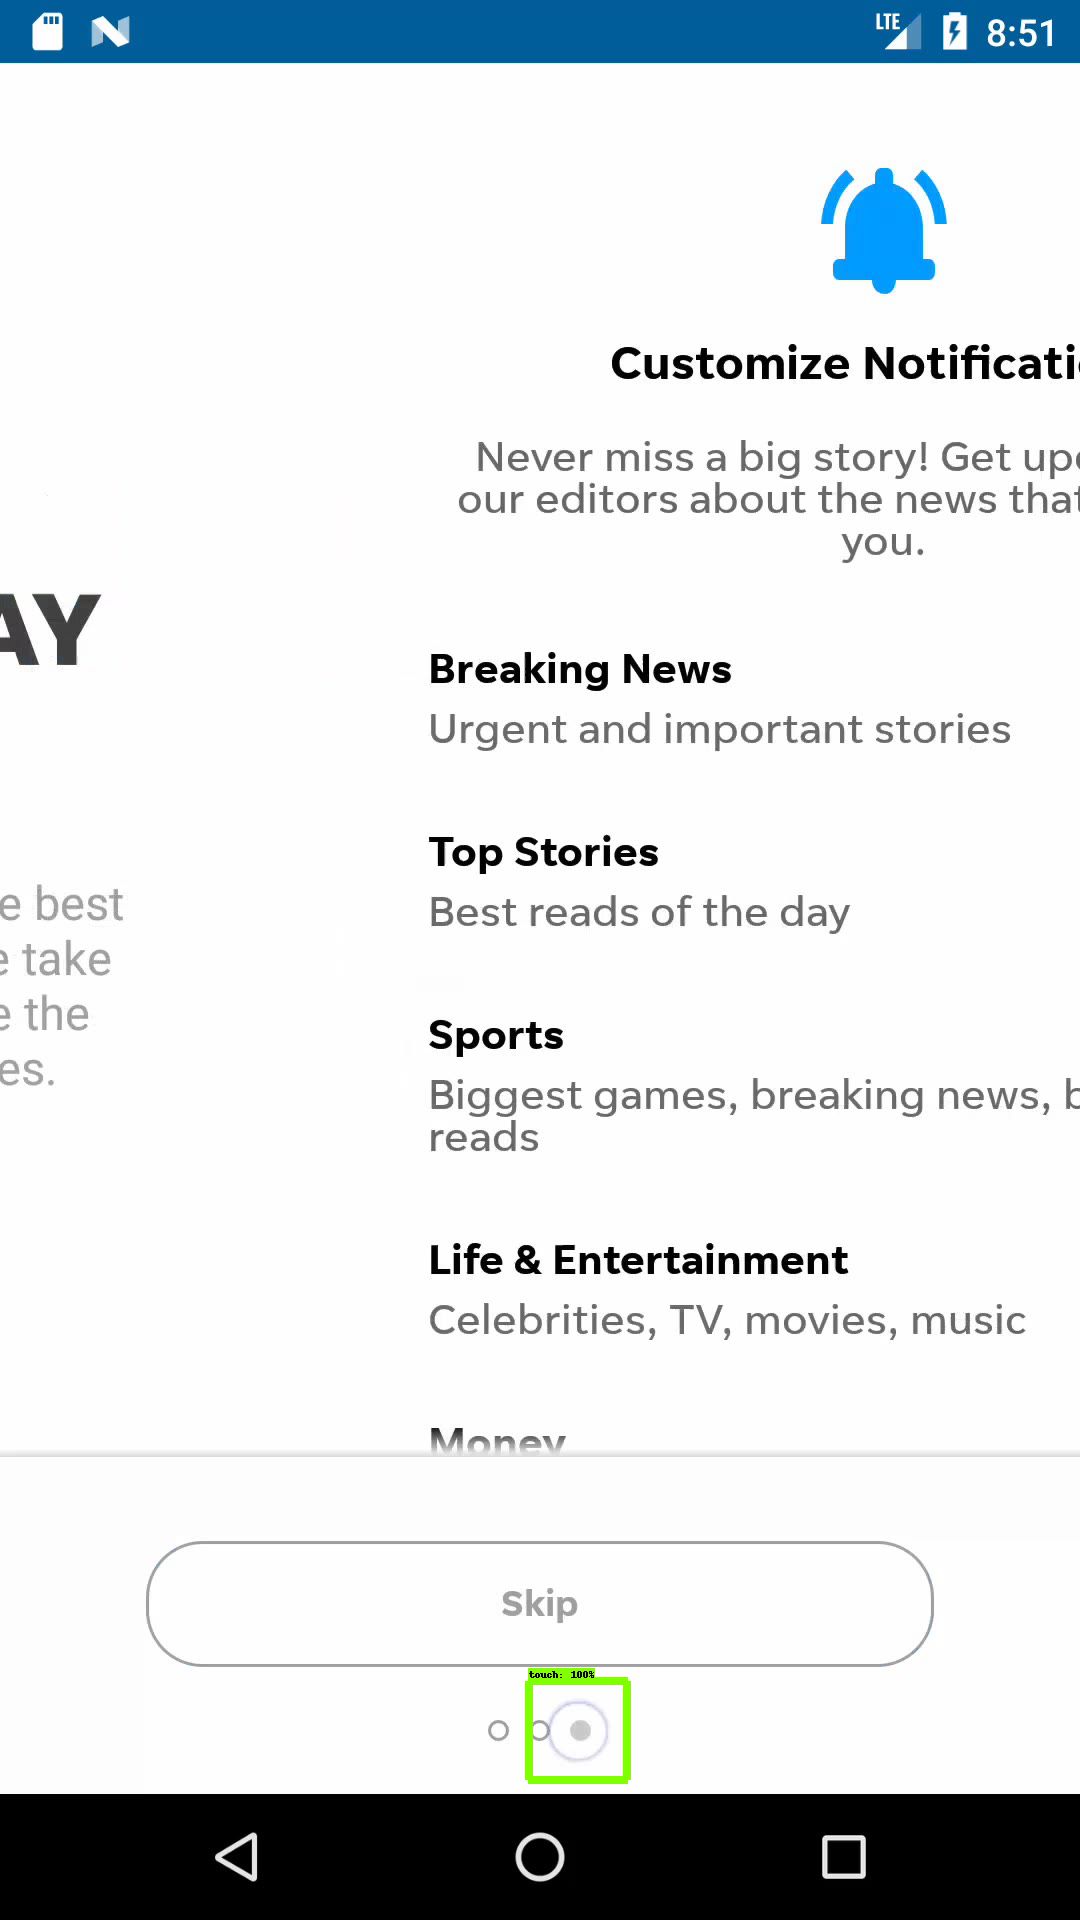 LTE 8:51
Customize Notificati
Never miss a big story! Get up
our editors about the news that
you.
AY
Breaking News
Urgent and important stories
Top Stories
Best reads of the day
e best
e take
e the
es.
Sports
Biggest games, breaking news, b
reads
Life & Entertainment
Celebrities, TV, movies, music
Money
Skip
touch: 100%